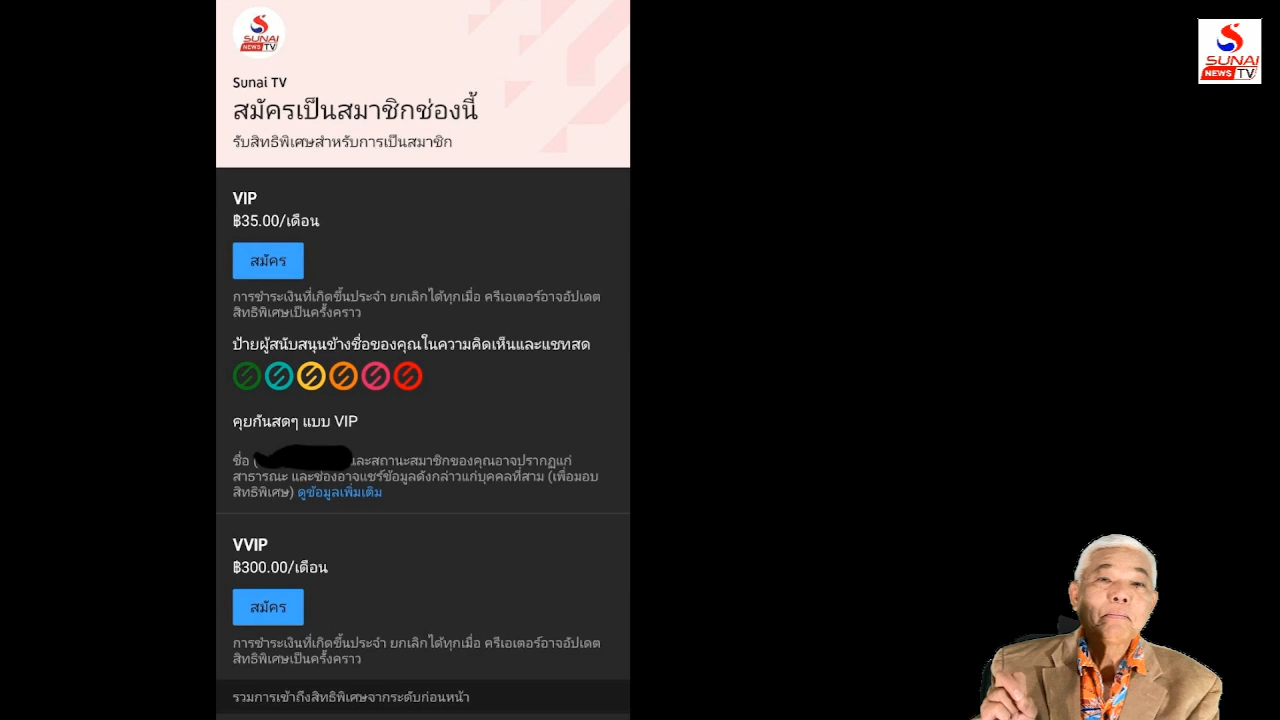 SUNAI
NEWS TV
Sunai TV
สมัครเป็นสมาชิกช่องนี้
รับสิทธิพิเศษสำหรับการเป็นสมาชิก
VIP
฿35.00/เดือน
สมัคร
การชำระเงินที่เกิดขึ้นประจำ ยกเลิกได้ทุกเมื่อ ครีเอเตอร์อาจอัปเดต
สิทธิพิเศษเป็นครั้งคราว
ป้ายผู้สนับสนุนข้างชื่อของคุณในความคิดเห็นและแชทสด
คุยกันสดๆ แบบ VIP
ชื่อ ( และสถานะสมาชิกของคุณอาจปรากฏแก่
สาธารณะ และช่องอาจแชร์ข้อมูลดังกล่าวแก่บุคคลที่สาม (เพื่อมอบ
สิทธิพิเศษ) ดูข้อมูลเพิ่มเติม
VVIP
฿300.00/เดือน
สมัคร
การชำระเงินที่เกิดขึ้นประจำ ยกเลิกได้ทุกเมื่อ ครีเอเตอร์อาจอัปเดต
สิทธิพิเศษเป็นครั้งคราว
รวมการเข้าถึงสิทธิพิเศษจากระดับก่อนหน้า
SUNAI
NEWS TV